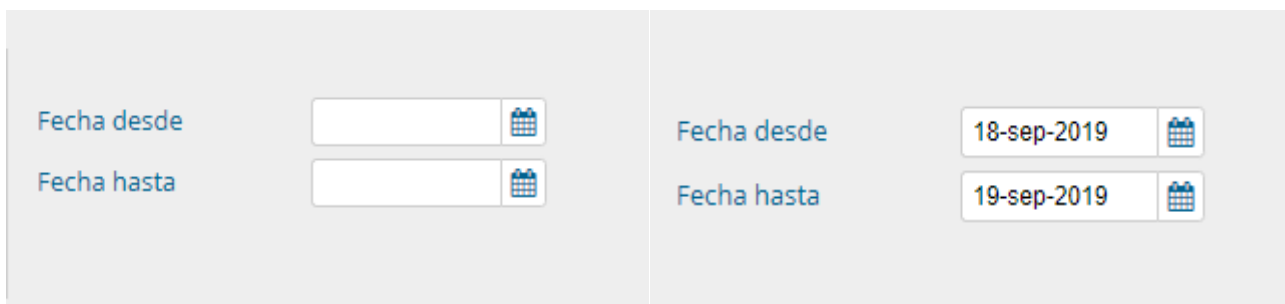 Fecha desde
Fecha hasta
Fecha desde 18-sep-2019
Fecha hasta 19-sep-2019